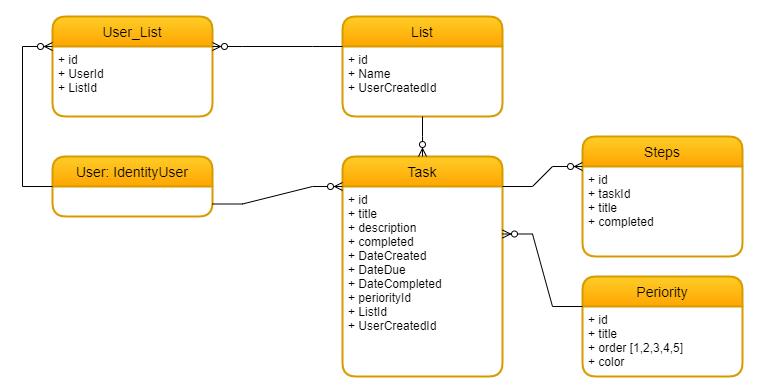 User_List
+ id
+ UserId
+ ListId
List
+ id
+ Name
+ UserCreatedId
User: IdentityUser
Task
+ id
+ title
+ description
+ completed
+ DateCreated
+ DateDue
+ DateCompleted
+ periorityId
+ ListId
+ UserCreatedId
Steps
+ id
+ taskId
+ title
+ completed
Periority
+ id
+ title
+ order [1,2,3,4,5]
+ color